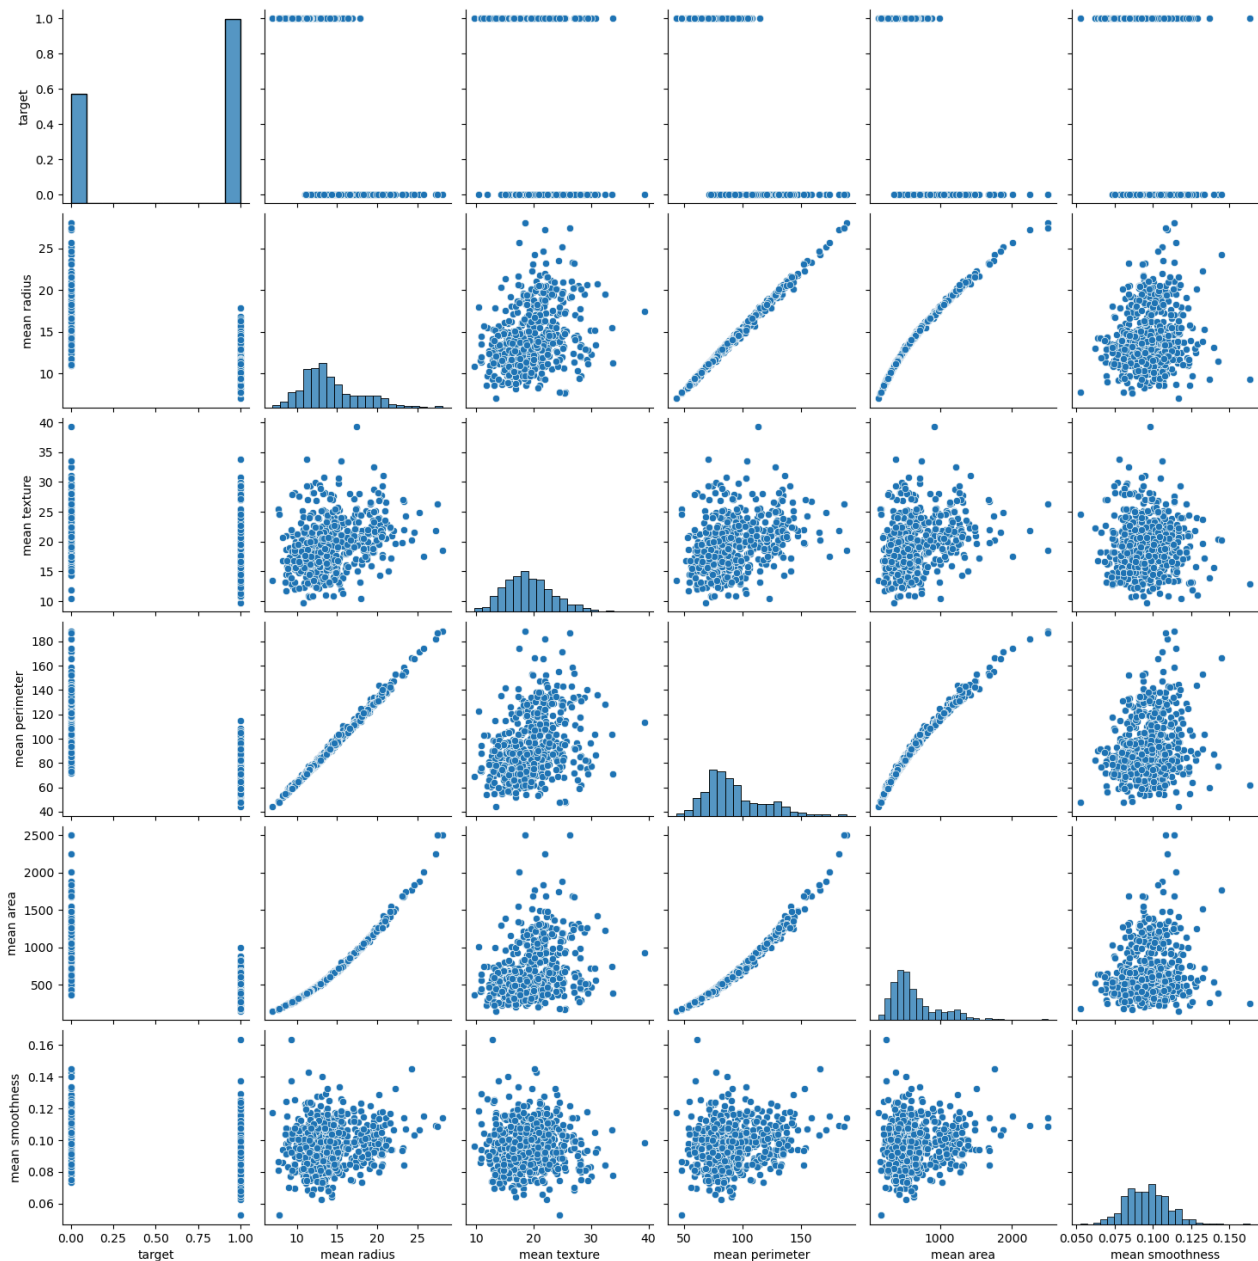 1.0
0.8
0.6
0.4
0.2
0.0
target
25
20
15
10
mean radius
40
35
30
25
20
15
10
mean texture
180
160
140
120
100
80
60
40
mean perimeter
2500
2000
1500
1000
500
mean area
0.16
0.14
0.12
0.10
0.08
0.06
mean smoothness
0.00 0.25 0.50 0.75 1.00
target
10 15 20 25
mean radius
10 20 30 40
mean texture
50 100 150
mean perimeter
1000 2000
mean area
0.050 0.075 0.100 0.125 0.150
mean smoothness